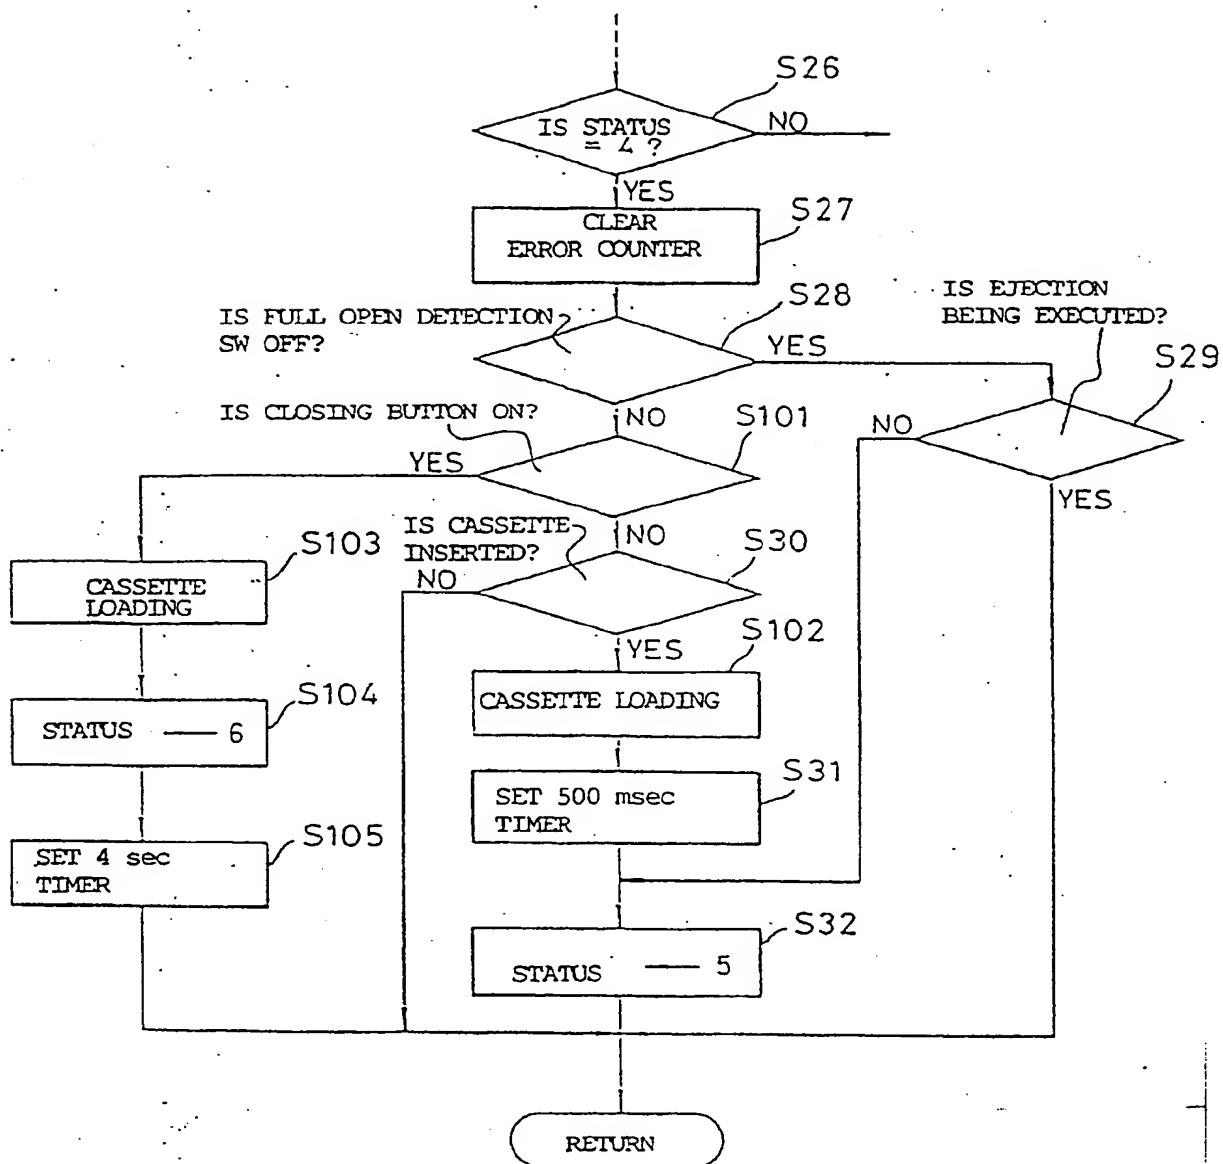 S26
IS STATUS
= 4 ?
NO
YES
S27
CLEAR
ERROR COUNTER
S28
IS FULL OPEN DETECTION
SW OFF?
YES
IS EJECTION
BEING EXECUTED?
S29
NO
IS CLOSING BUTTON ON?
S101
NO
YES
YES
IS CASSETTE
INSERTED?
NO
S30
S103
NO
CASSETTE
LOADING
S102
YES
CASSETTE LOADING
S104
STATUS — 6
S31
SET 500 msec
TIMER
S105
SET 4 sec
TIMER
S32
STATUS — 5
RETURN